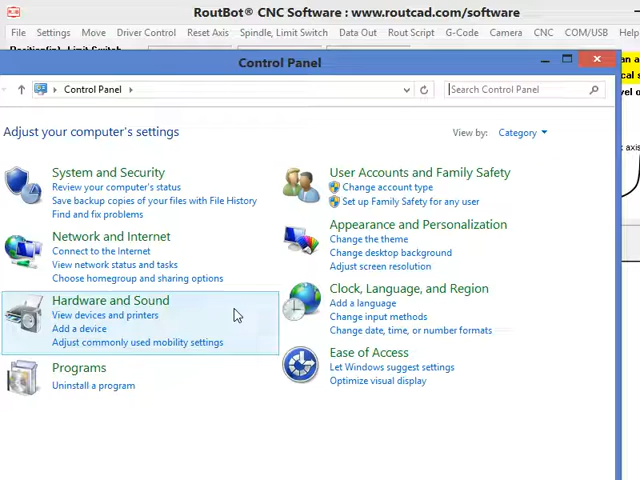 RoutBot® CNC Software : www.routcad.com/software
File Settings Move Driver Control Reset Axis Spindle, Limit Switch Data Out Rout Script G-Code Camera CNC COM/USB
Control Panel
Control Panel
Search Control Panel
Adjust your computer's settings
View by: Category
System and Security
Review your computer's status
Save backup copies of your files with File History
Find and fix problems
Network and Internet
Connect to the Internet
View network status and tasks
Choose homegroup and sharing options
Hardware and Sound
View devices and printers
Add a device
Adjust commonly used mobility settings
Programs
Uninstall a program
User Accounts and Family Safety
Change account type
Set up Family Safety for any user
Appearance and Personalization
Change the theme
Change desktop background
Adjust screen resolution
Clock, Language, and Region
Add a language
Change input methods
Change date, time, or number formats
Ease of Access
Let Windows suggest settings
Optimize visual display
an a
cal s
vel o
axis